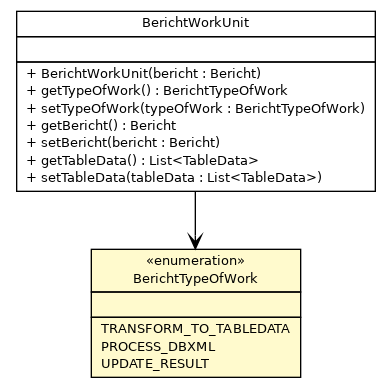 BerichtWorkUnit
+ BerichtWorkUnit(bericht : Bericht)
+ getTypeOfWork() : BerichtTypeOfWork
+ setTypeOfWork(typeOfWork : BerichtTypeOfWork)
+ getBericht() : Bericht
+ setBericht(bericht : Bericht)
+ getTableData() : List<TableData>
+ setTableData(tableData : List<TableData>)
«enumeration»
BerichtTypeOfWork
TRANSFORM_TO_TABLEDATA
PROCESS_DBXML
UPDATE_RESULT